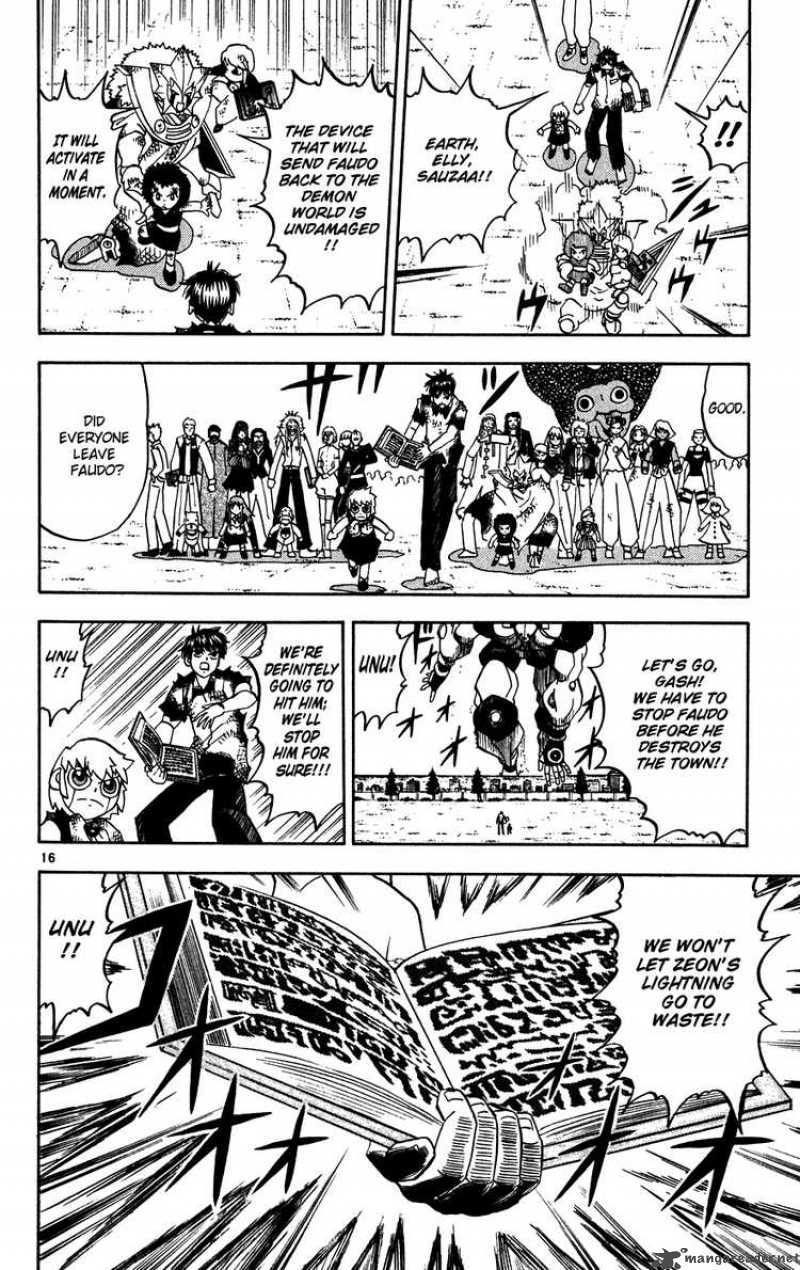 EARTH,
ELLY,
SAUZAA!!
!!
THE DEVICE
THAT WILL
SEND FAUDO
BACK TO
THE DEMON
WORLD IS
UNDAMAGED
!!
IT WILL
ACTIVATE
IN A
MOMENT.
GOOD.
DID
EVERYONE
LEAVE
FAUDO?
LET'S GO,
GASH!
WE HAVE TO
STOP FAUDO
BEFORE HE
DESTROYS
THE TOWN!!
UNU!
WE'RE
DEFINITELY
GOING TO
HIT HIM;
WE'LL
STOP
HIM FOR
SURE!!!
UNU
!!
16
WE WON'T
LET ZEON'S
LIGHTNING
GO TO
WASTE!!
UNU
!!
mangareader.net